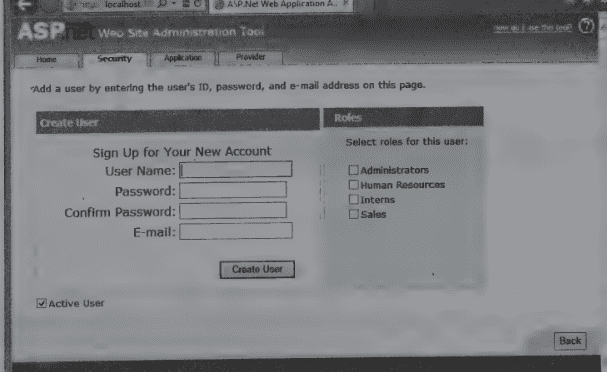 localhost
ASP.Net Web Application A..
ASP.net Web Site Administration Tool
How do I use this tool? ?
Home Security Application Provider
Add a user by entering the user's ID, password, and e-mail address on this page.
Create User
Roles
Sign Up for Your New Account
Select roles for this user:
User Name:
Password:
Confirm Password:
E-mail:
Administrators
Human Resources
Interns
Sales
Create User
Active User
Back